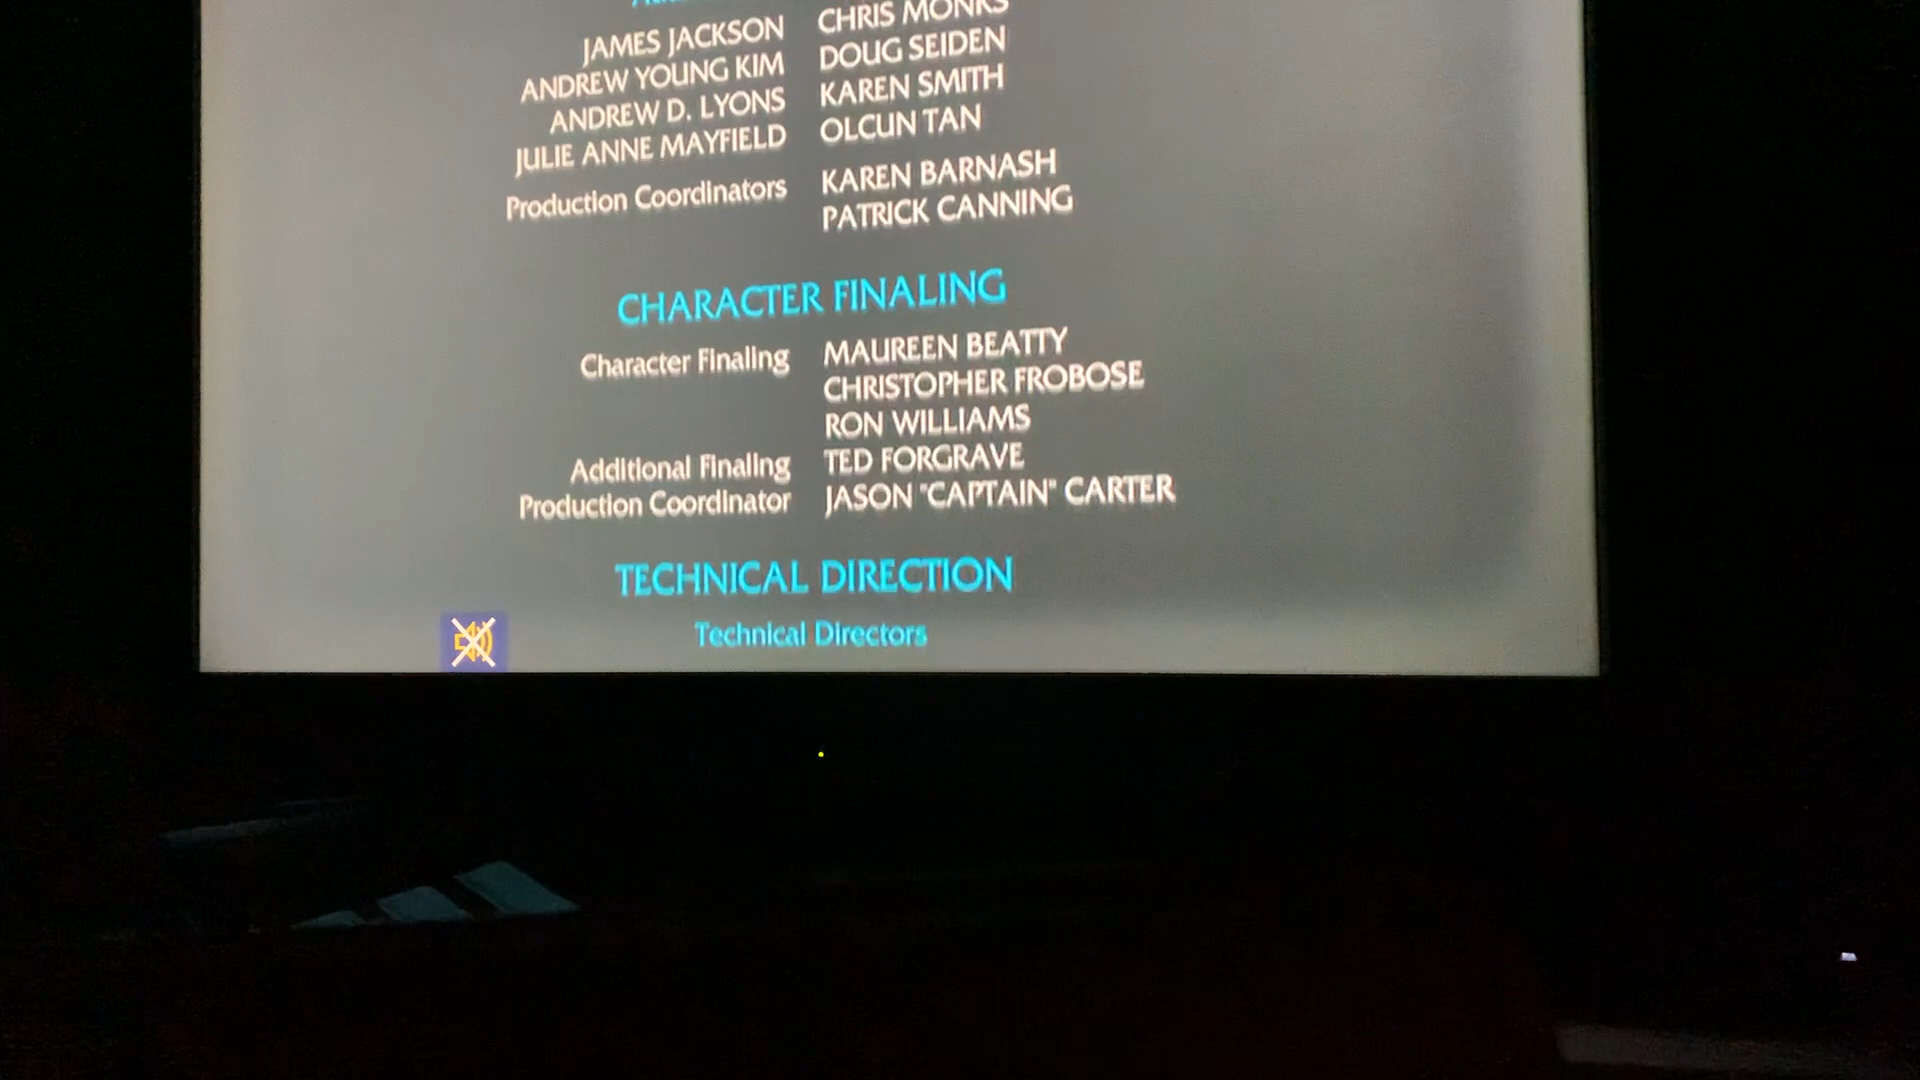 JAMES JACKSON CHRIS MONKS
ANDREW YOUNG KIM DOUG SEIDEN
ANDREW D. LYONS KAREN SMITH
JULIE ANNE MAYFIELD OLCUN TAN
Production Coordinators KAREN BARNASH
PATRICK CANNING
CHARACTER FINALING
Character Finaling MAUREEN BEATTY
CHRISTOPHER FROBOSE
RON WILLIAMS
Additional Finaling TED FORGRAVE
Production Coordinator JASON "CAPTAIN" CARTER
TECHNICAL DIRECTION
Technical Directors